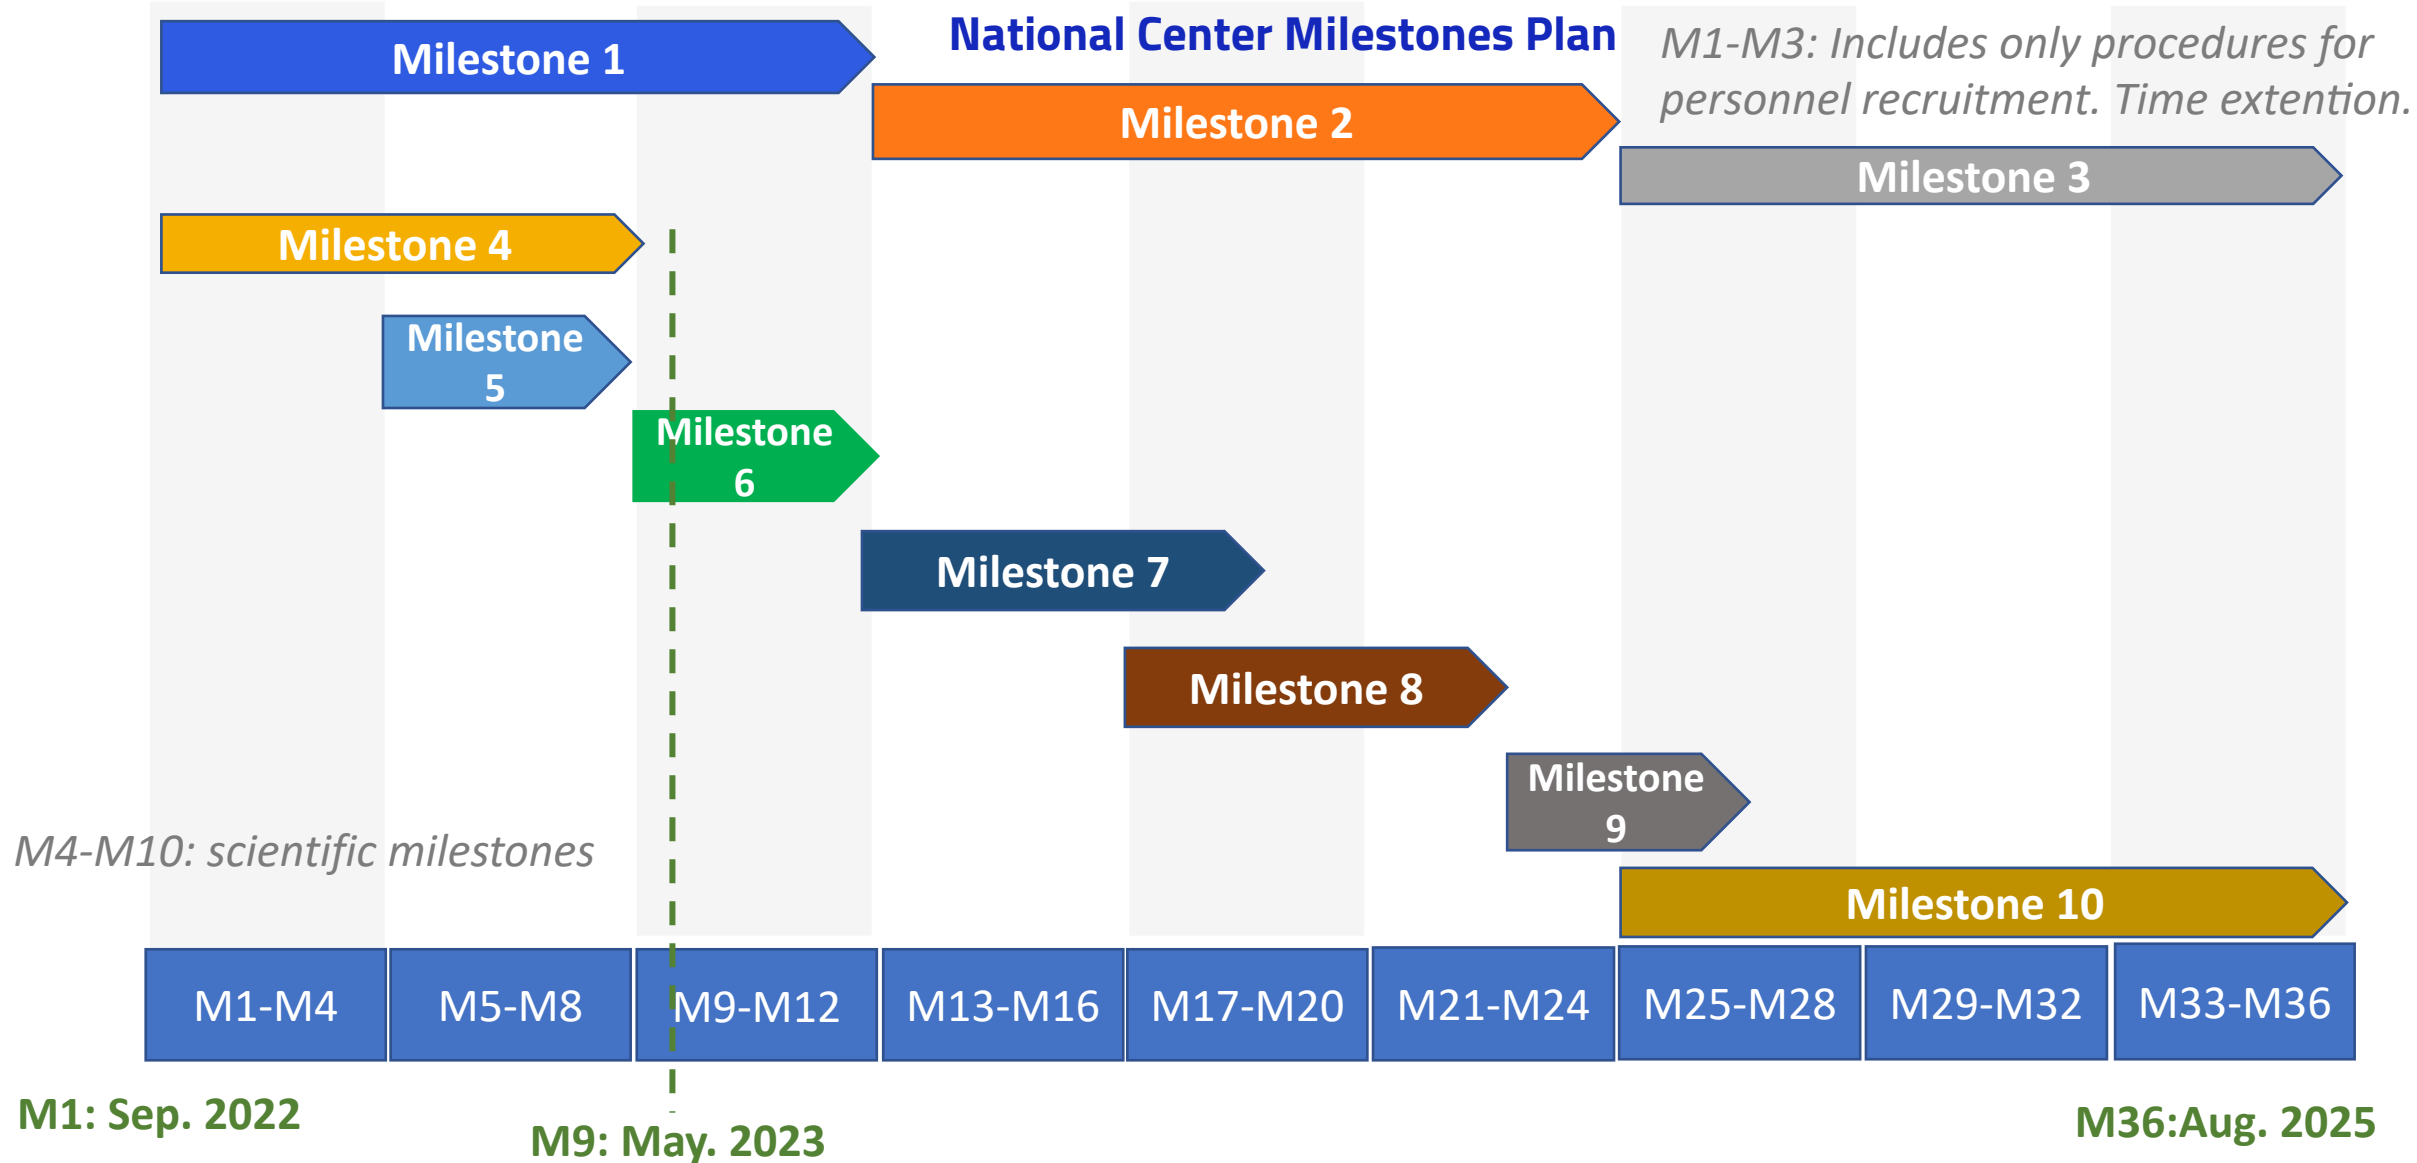 National Center Milestones Plan
Milestone 1
M1-M3: Includes only procedures for
personnel recruitment. Time extention.
Milestone 2
Milestone 3
Milestone 4
Milestone
5
Milestone
6
Milestone 7
Milestone 8
Milestone
9
M4-M10: scientific milestones
Milestone 10
M1-M4
M5-M8
M9-M12
M13-M16
M17-M20
M21-M24
M25-M28
M29-M32
M33-M36
M1: Sep. 2022
M9: May. 2023
M36:Aug. 2025